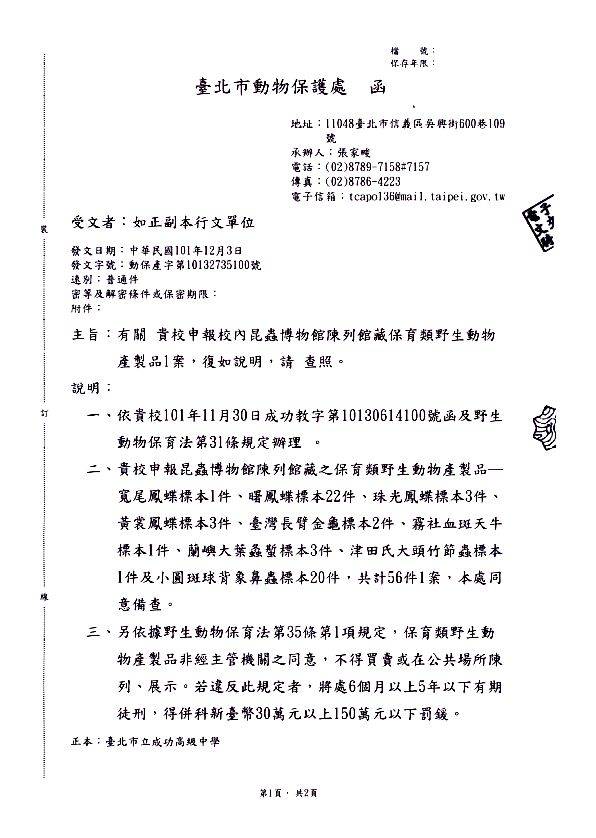 檔　　號：
保存年限：
臺北市動物保護處　函
地址：11048臺北市信義區吳興街600巷109
號
承辦人：張家
電話：(02)8789-7158#7157
傳真：(02)8786-4223
電子信箱：tcapo136@mail.taipei.gov.tw
受文者：如正副本行文單位
發文日期：中華民國101年12月3日
發文字號：動保產字第10132735100號
速別：普通件
密等及解密條件或保密期限：
附件：
主旨：有關 貴校申報校內昆蟲博物館陳列館藏保育類野生動物
產製品1案，復如說明，請 查照。
說明：
一、依貴校101年11月30日成功教字第10130614100號函及野生
動物保育法第31條規定辦理 。
二、貴校申報昆蟲博物館陳列館藏之保育類野生動物產製品—
寬尾鳳蝶標本1件、曙鳳蝶標本22件、珠光鳳蝶標本3件、
黃裳鳳蝶標本3件、臺灣長臂金龜標本2件、霧社血斑天牛
標本1件、蘭嶼大葉螽蟴標本3件、津田氏大頭竹節蟲標本
1件及小圓斑球背象鼻蟲標本20件，共計56件1案，本處同
意備查。
三、另依據野生動物保育法第35條第1項規定，保育類野生動
物產製品非經主管機關之同意，不得買賣或在公共場所陳
列、展示。若違反此規定者，將處6個月以上5年以下有期
徒刑，得併科新臺幣30萬元以上150萬元以下罰鍰。
正本：臺北市立成功高級中學
裝
訂
線
電子
文
第1頁， 共2頁